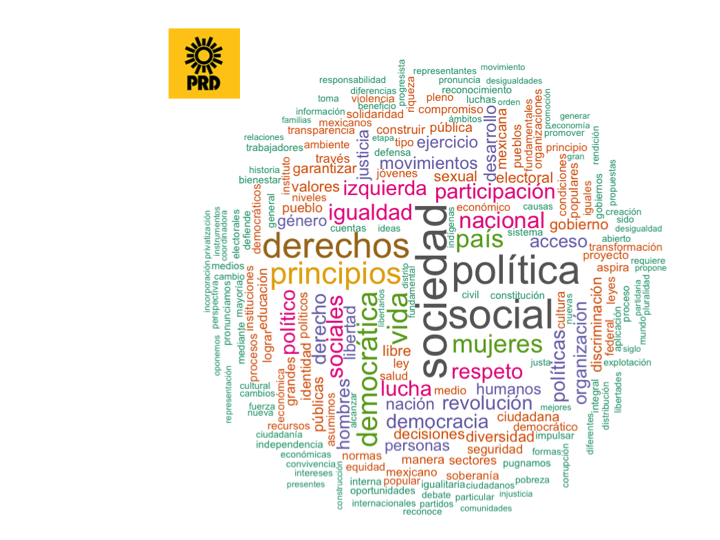 PRD
movimiento
progresista
representantes
responsabilidad
riqueza
pronuncia
desigualdades
diferencias
reconocimiento
toma
violencia
beneficio
pleno
luchas
orden
promoción
información
solidaridad
compromiso
desarrollo
mexicana
fundamentales
organizaciones
generar
familias
mexicanos
ámbitos
economía
transparencia
construir
pública
pueblos
promover
relaciones
justicia
etapa
tipo
ejercicio
rendición
trabajadores
ambiente
defensa
principio
historia
instituto
través
movimientos
gran
bienestar
garantizar
jóvenes
sexual
electoral
condiciones
populares
iguales
gobiernos
propuestas
valores
izquierda
participación
general
niveles
pueblo
igualdad
económico
causas
creación
democráticos
género
cuentas
ideas
indígenas
nacional
sistema
gobierno
sido
desigualdad
privatización
incorporación
instrumentos
coordinadora
electorales
defiende
derechos
sociedad
país
acceso
abierto
transformación
proyecto
requiere
medios
cambio
principios
distrito
fundamental
política
aspira
propone
perspectiva
pronunciamos
mayoría
mediante
instituciones
educación
político
políticos
derecho
sociales
libertad
democrática
libertarios
vida
civil
constitución
social
cultura
nuevas
discriminación
leyes
federal
aplicación
proceso
mundo
partidaria
pluralidad
oponemos
procesos
lograr
identidad
libre
mujeres
siglo
ley
justa
explotación
salud
respeto
políticas
organización
representación
cultural
cambios
económica
grandes
públicas
hombres
alcanzar
lucha
medio
humanos
integral
distribución
libertades
fuerza
nueva
asumimos
nación
revolución
mejores
recursos
democracia
ciudadana
democrático
ciudadanía
decisiones
diversidad
impulsar
diferentes
independencia
personas
económicas
normas
seguridad
formas
corrupción
convivencia
equidad
manera
sectores
pugnamos
intereses
mexicano
soberanía
presentes
construcción
interna
popular
igualitaria
ciudadanos
pobreza
oportunidades
debate
particular
injusticia
internacionales
partidos
comunidades
reconoce